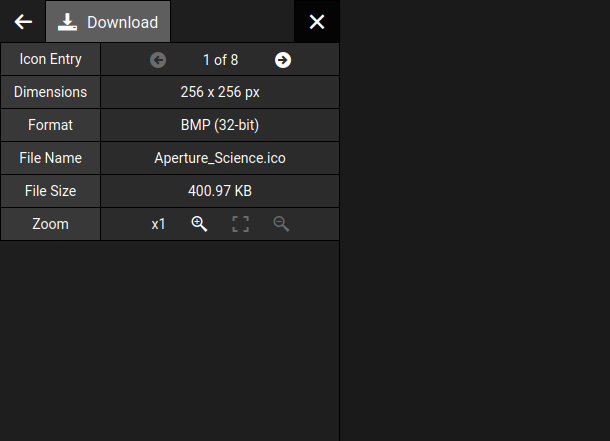 Download
Icon Entry 1 of 8
Dimensions 256 x 256 px
Format BMP (32-bit)
File Name Aperture_Science.ico
File Size 400.97 KB
Zoom x1